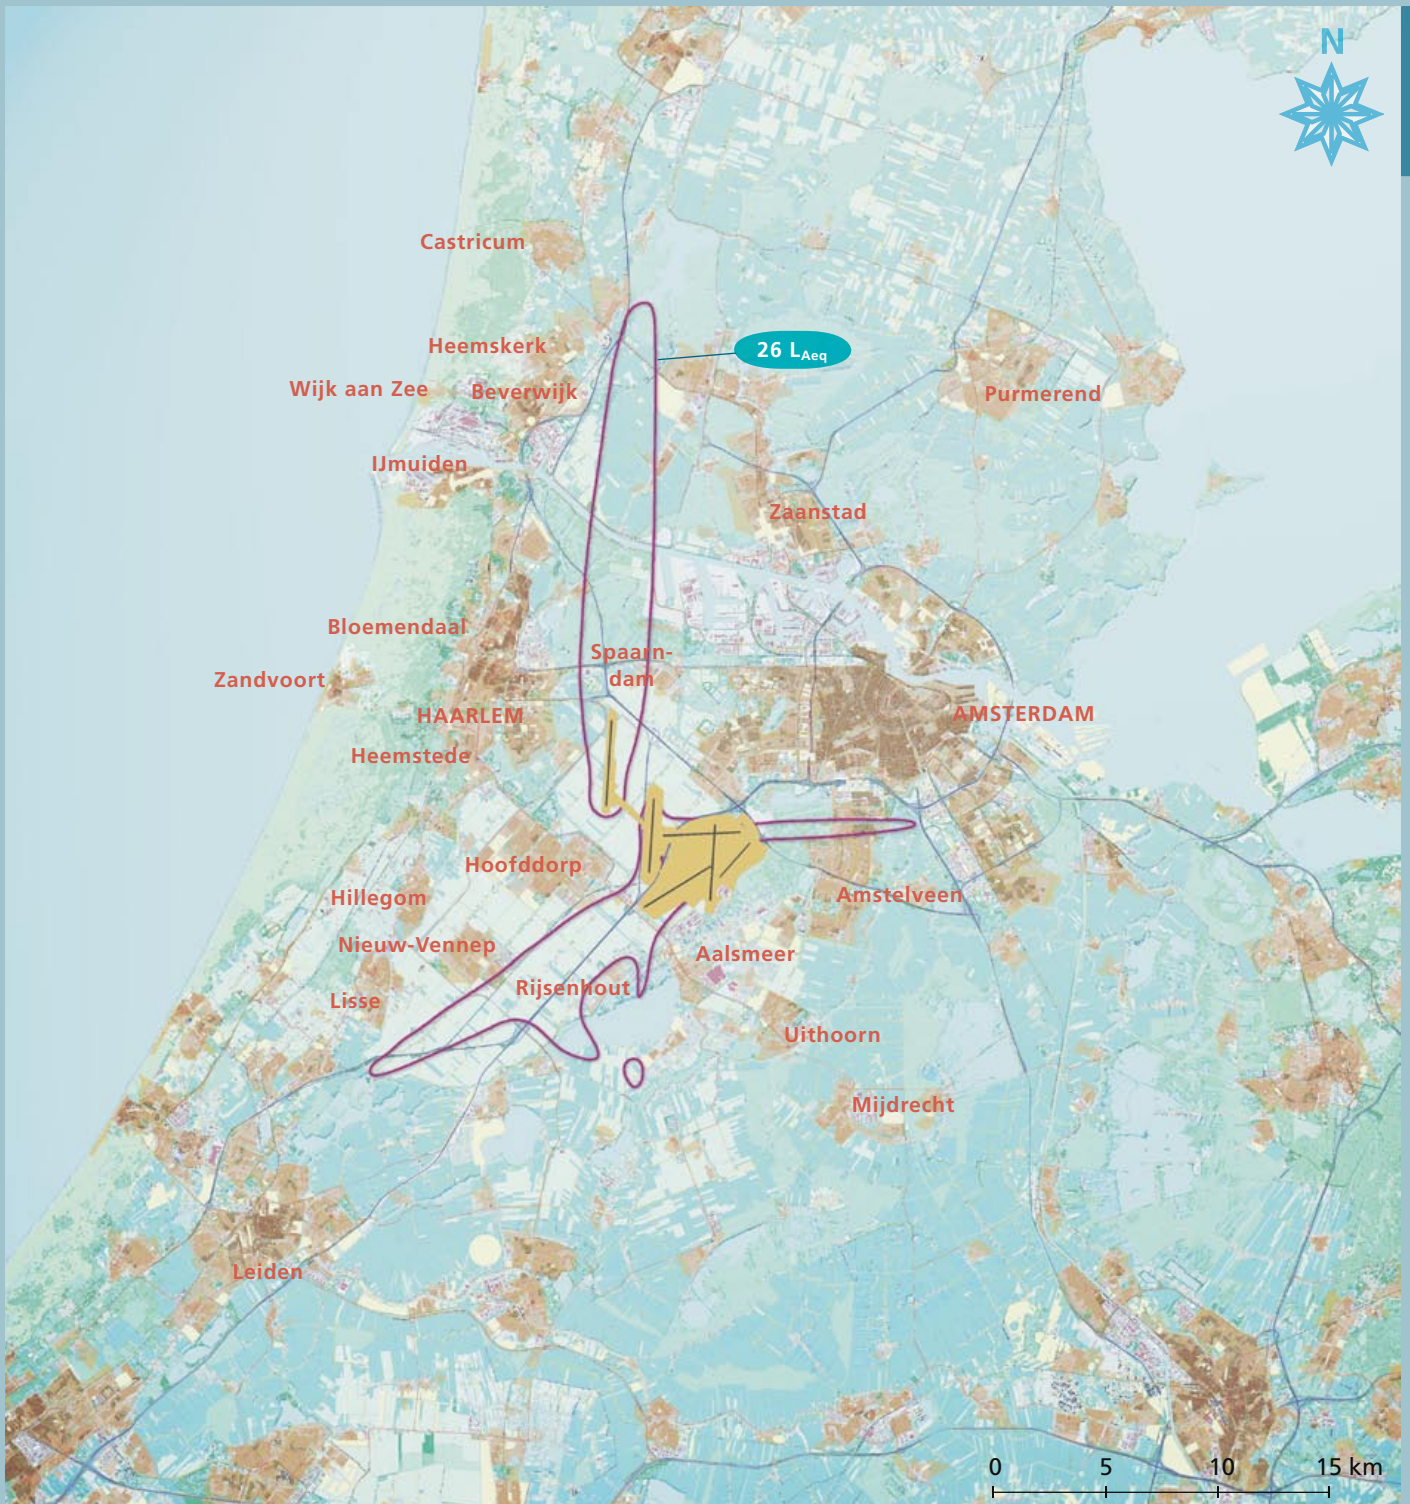 N
Castricum
Heemskerk
26 LAeq
Wijk aan Zee
Beverwijk
Purmerend
IJmuiden
Zaanstad
Bloemendaal
Spaarn-
dam
Zandvoort
HAARLEM
AMSTERDAM
Heemstede
Hoofddorp
Hillegom
Amstelveen
Nieuw-Vennep
Aalsmeer
Rijsenhout
Lisse
Uithoorn
Mijdrecht
Leiden
0 5 10 15 km